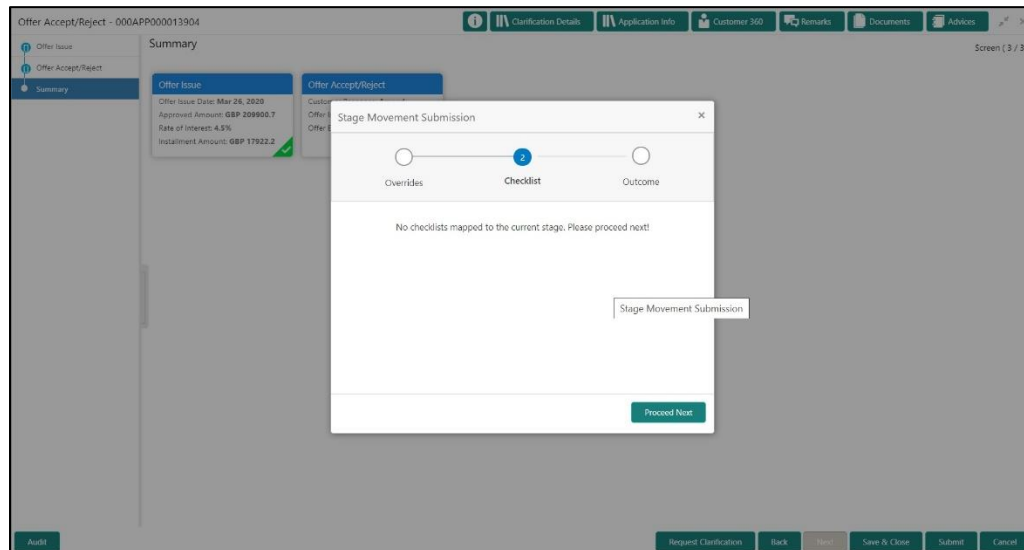 Offer Accept/Reject - 000APP000013904
Clarification Details
Application Info
Customer 360
Remarks
Documents
Advices
Offer Issue
Offer Accept/Reject
Summary
Summary
Screen ( 3 / 3
Offer Issue
Offer Issue Date: Mar 26, 2020
Approved Amount: GBP 209900.7
Rate of Interest: 4.5%
Installment Amount: GBP 17922.2
Offer Accept/Reject
Offer
Offer
Stage Movement Submission
×
2
Overrides
Checklist
Outcome
No checklists mapped to the current stage. Please proceed next!
Stage Movement Submission
Proceed Next
Audit
Request Clarification
Back
Next
Save & Close
Submit
Cancel